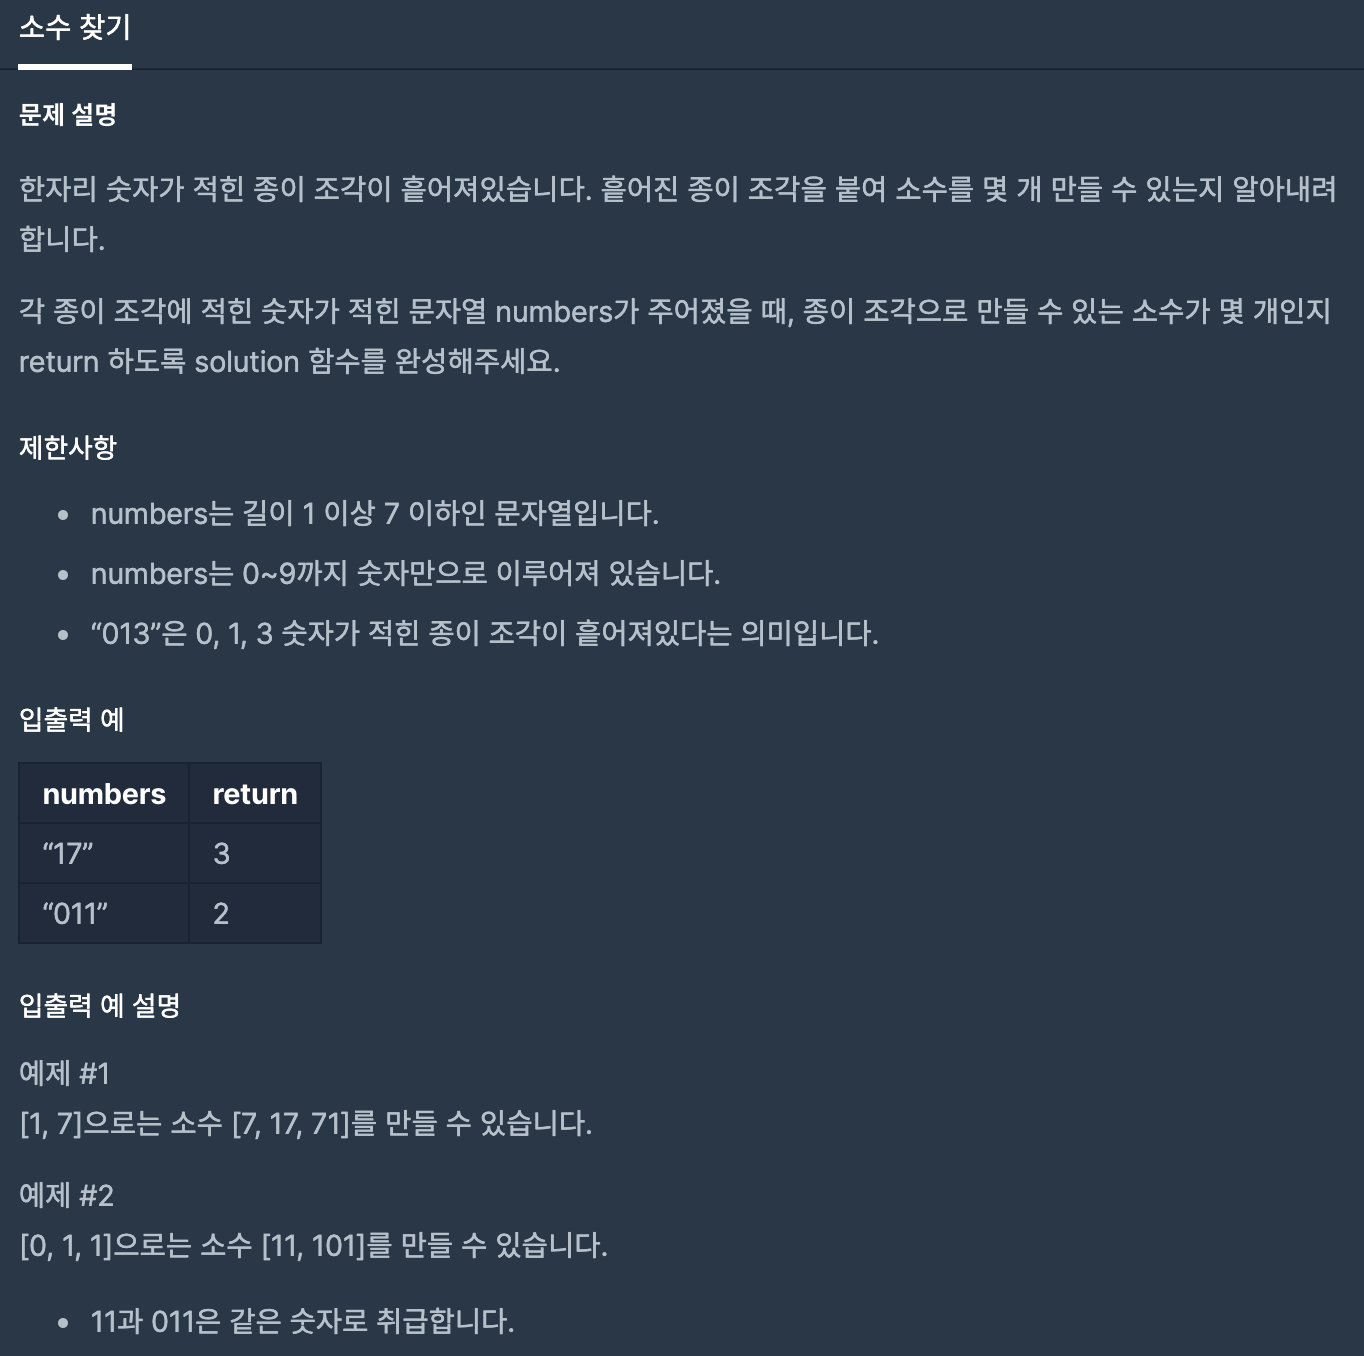 소수 찾기
문제 설명
한자리 숫자가 적힌 종이 조각이 흩어져있습니다. 흩어진 종이 조각을 붙여 소수를 몇 개 만들 수 있는지 알아내려
합니다.
각 종이 조각에 적힌 숫자가 적힌 문자열 numbers가 주어졌을 때, 종이 조각으로 만들 수 있는 소수가 몇 개인지
return 하도록 solution 함수를 완성해주세요.
제한사항
• numbers는 길이 1 이상 7 이하인 문자열입니다.
• numbers는 0~9까지 숫자만으로 이루어져 있습니다.
• “013”은 0, 1, 3 숫자가 적힌 종이 조각이 흩어져있다는 의미입니다.
입출력 예
numbers return
“17” 3
“011” 2
입출력 예 설명
예제 #1
[1, 7]으로는 소수 [7, 17, 71]를 만들 수 있습니다.
예제 #2
[0, 1, 1]으로는 소수 [11, 101]를 만들 수 있습니다.
• 11과 011은 같은 숫자로 취급합니다.